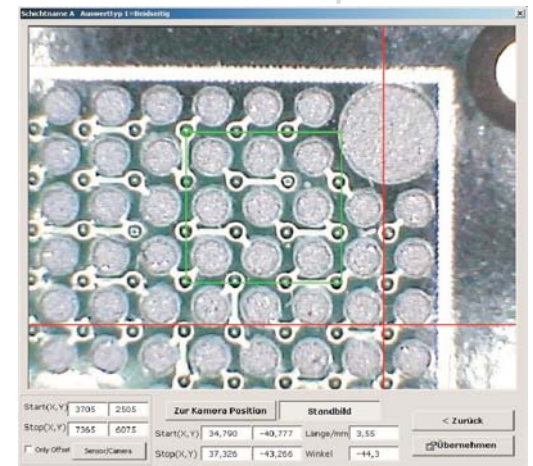 Schichtname A Auswerttyp 1=Beidseitig
Start(X,Y) 3705 2505
Stop(X,Y) 7365 6075
Only Offset Sensor/Camera
Zur Kamera Position Standbild
Start(X,Y) 34,790 -40,777 Länge/mm 3,55
Stop(X,Y) 37,326 -43,266 Winkel -44,3
< Zurück
Übernehmen